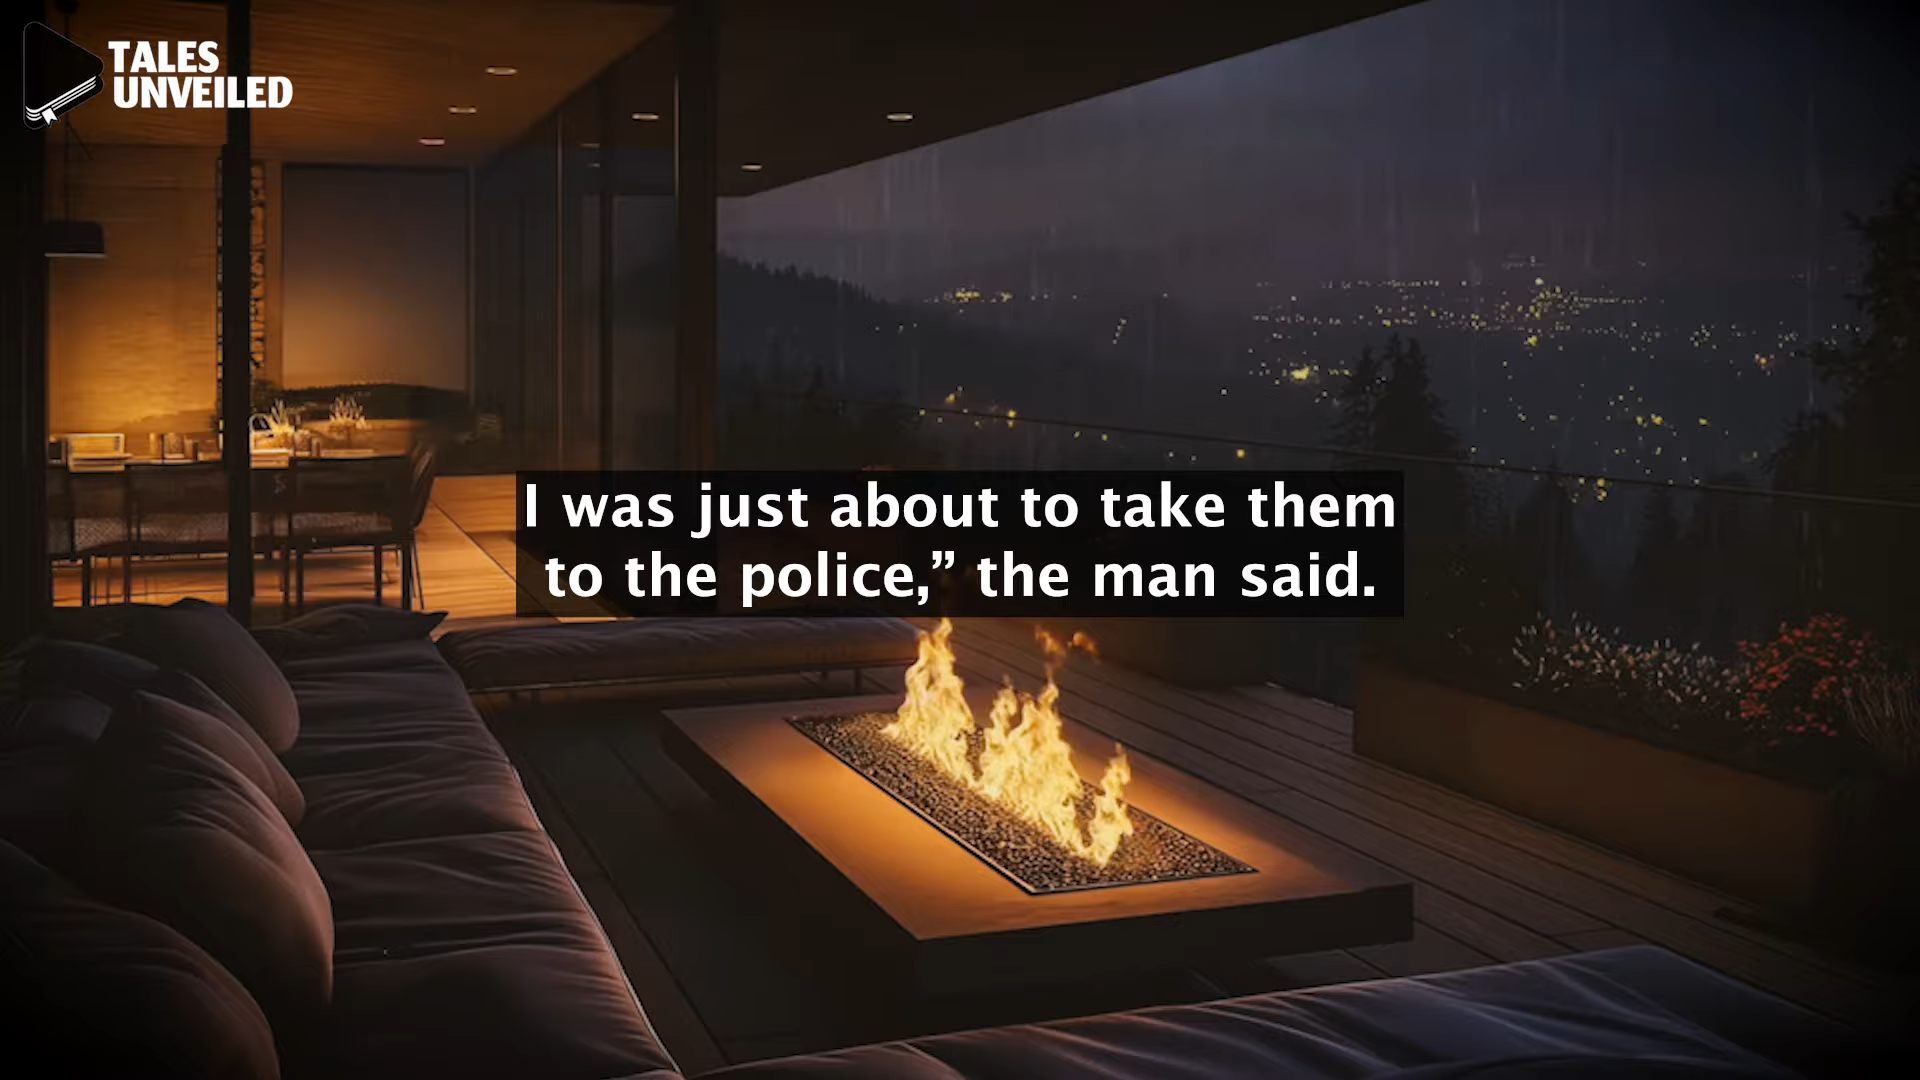 TALES
UNVEILED
I was just about to take them
to the police,” the man said.